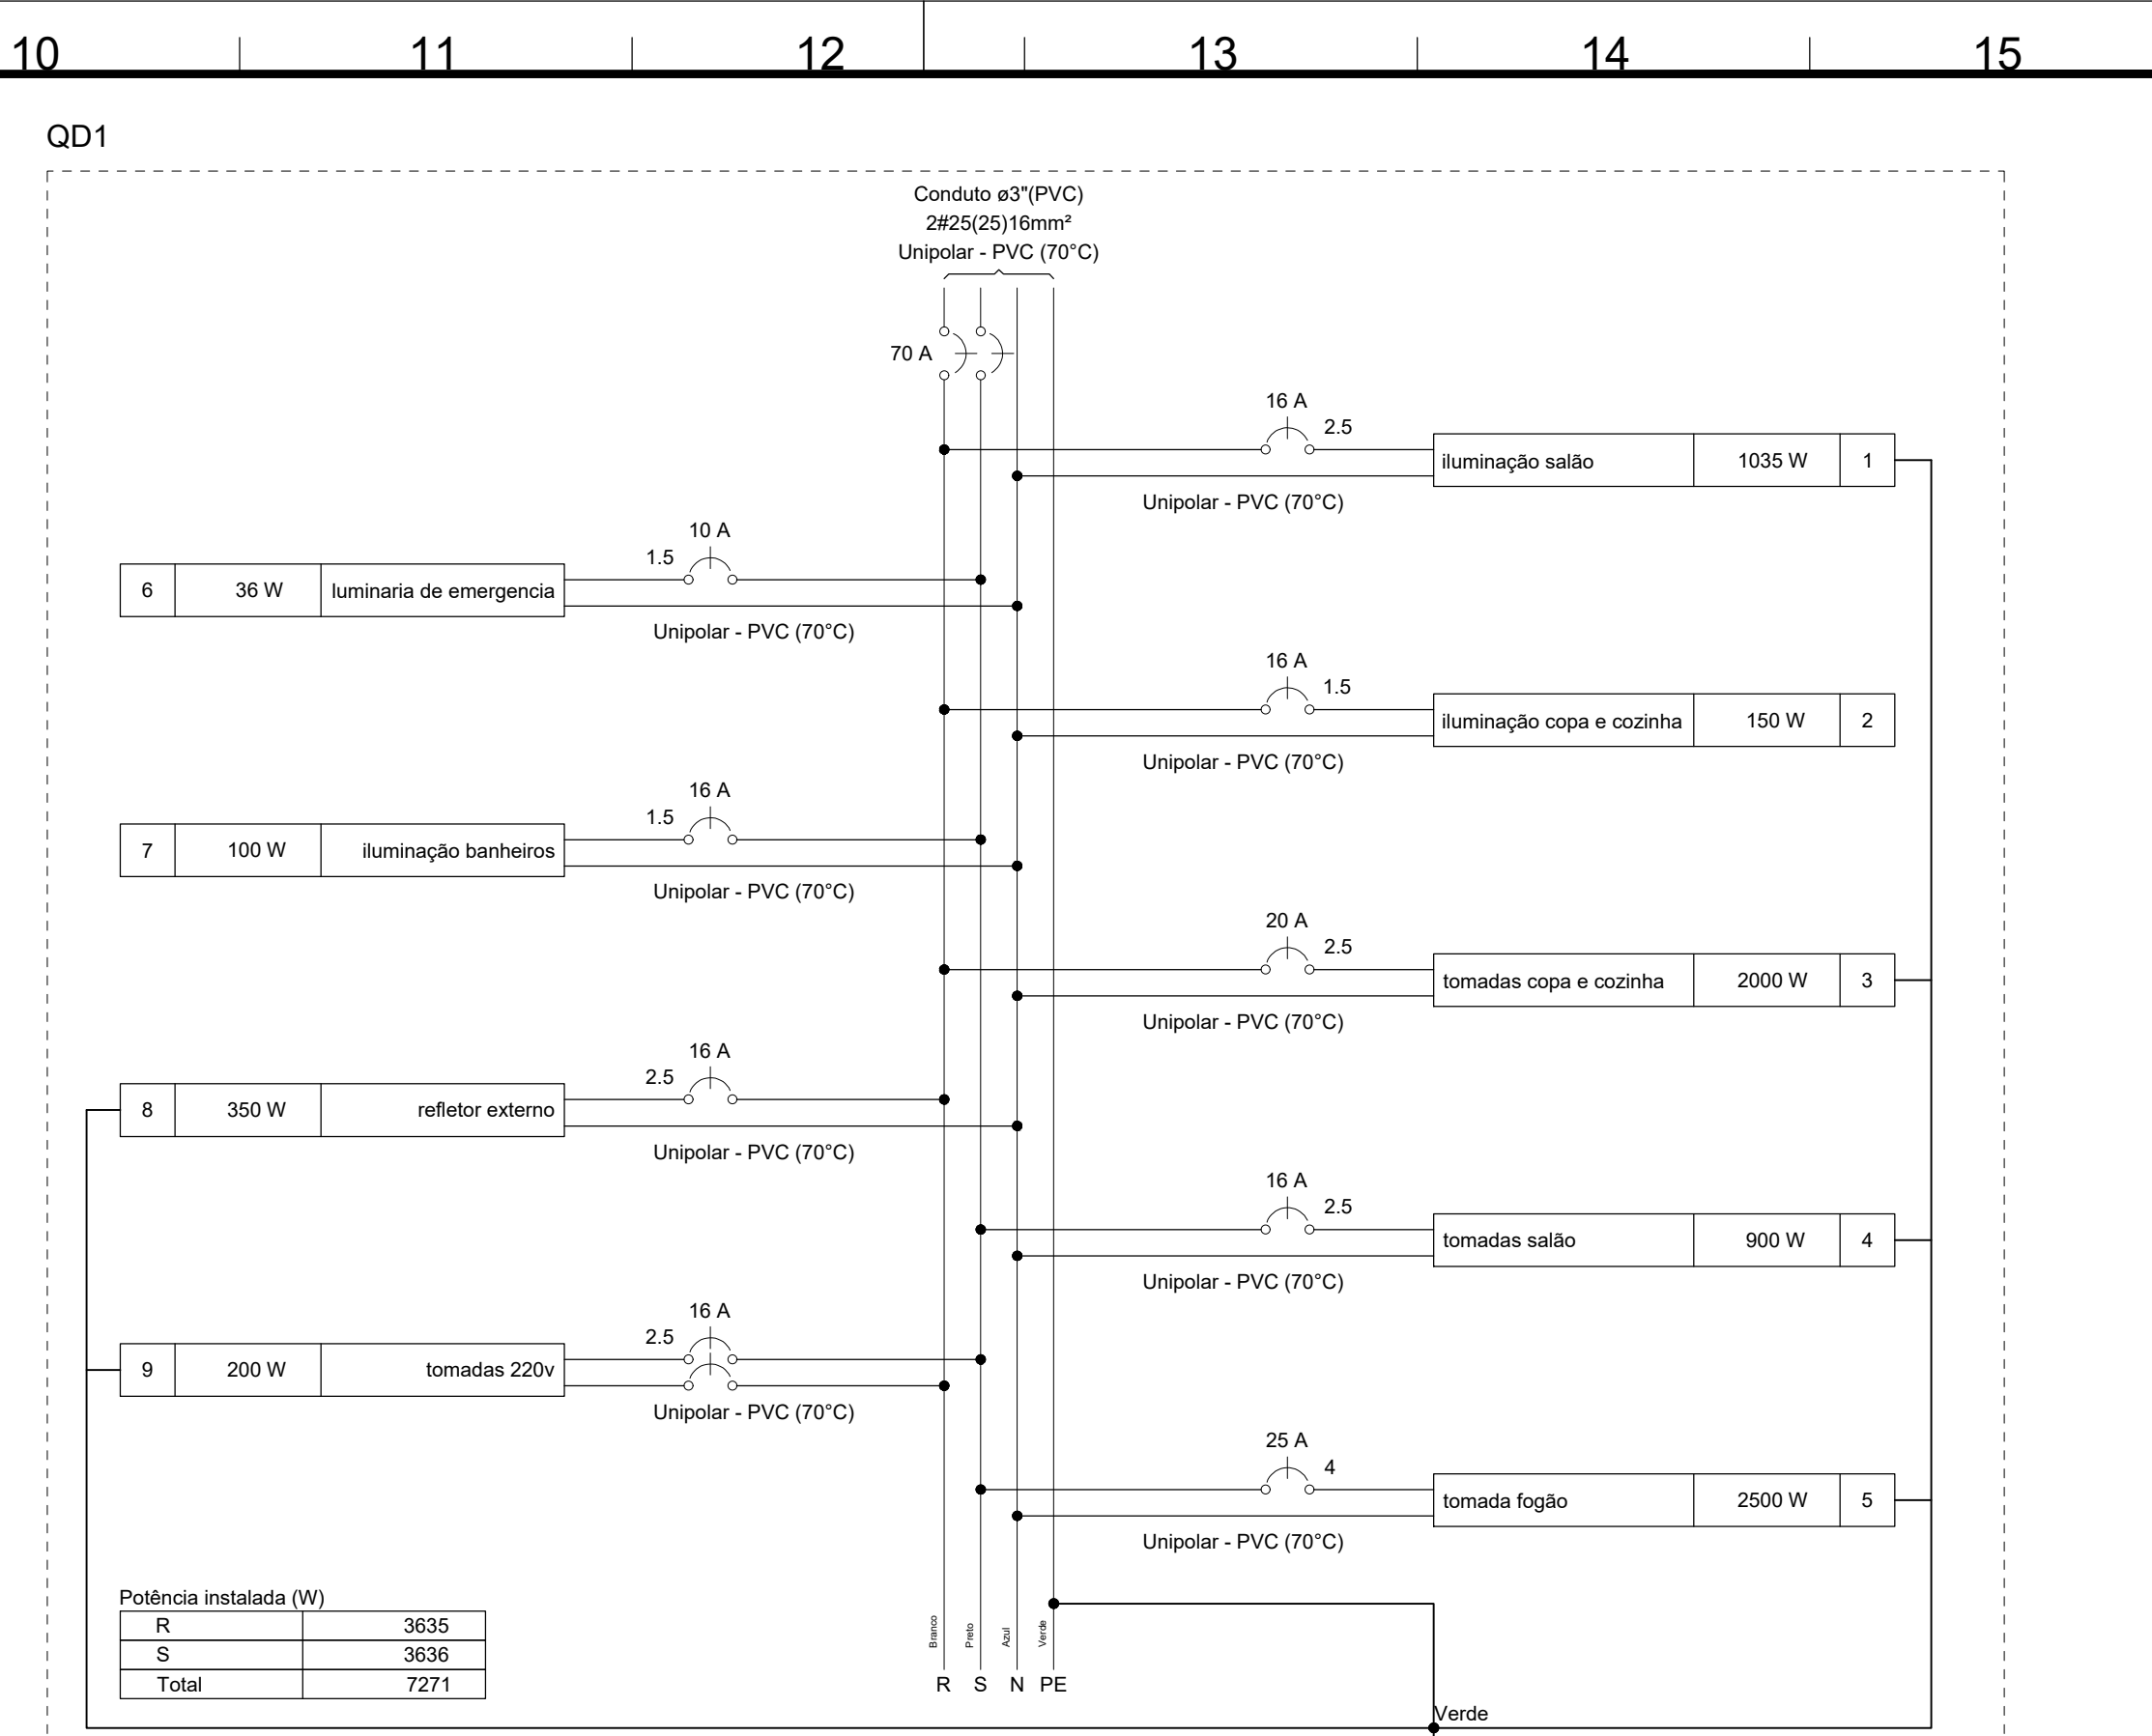 10 11 12 13 14 15
QD1
Conduto ø3"(PVC)
2#25(25)16mm²
Unipolar - PVC (70°C)
70 A
16 A
2.5
iluminação salão 1035 W 1
Unipolar - PVC (70°C)
10 A
1.5
6 36 W luminaria de emergencia
Unipolar - PVC (70°C)
16 A
1.5
iluminação copa e cozinha 150 W 2
Unipolar - PVC (70°C)
16 A
1.5
7 100 W iluminação banheiros
Unipolar - PVC (70°C)
20 A
2.5
tomadas copa e cozinha 2000 W 3
Unipolar - PVC (70°C)
16 A
2.5
8 350 W refletor externo
Unipolar - PVC (70°C)
16 A
2.5
tomadas salão 900 W 4
Unipolar - PVC (70°C)
16 A
2.5
9 200 W tomadas 220v
Unipolar - PVC (70°C)
25 A
4
tomada fogão 2500 W 5
Unipolar - PVC (70°C)
Potência instalada (W)
R 3635
S 3636
Total 7271
Branco
Preto
Azul
Verde
R S N PE
Verde